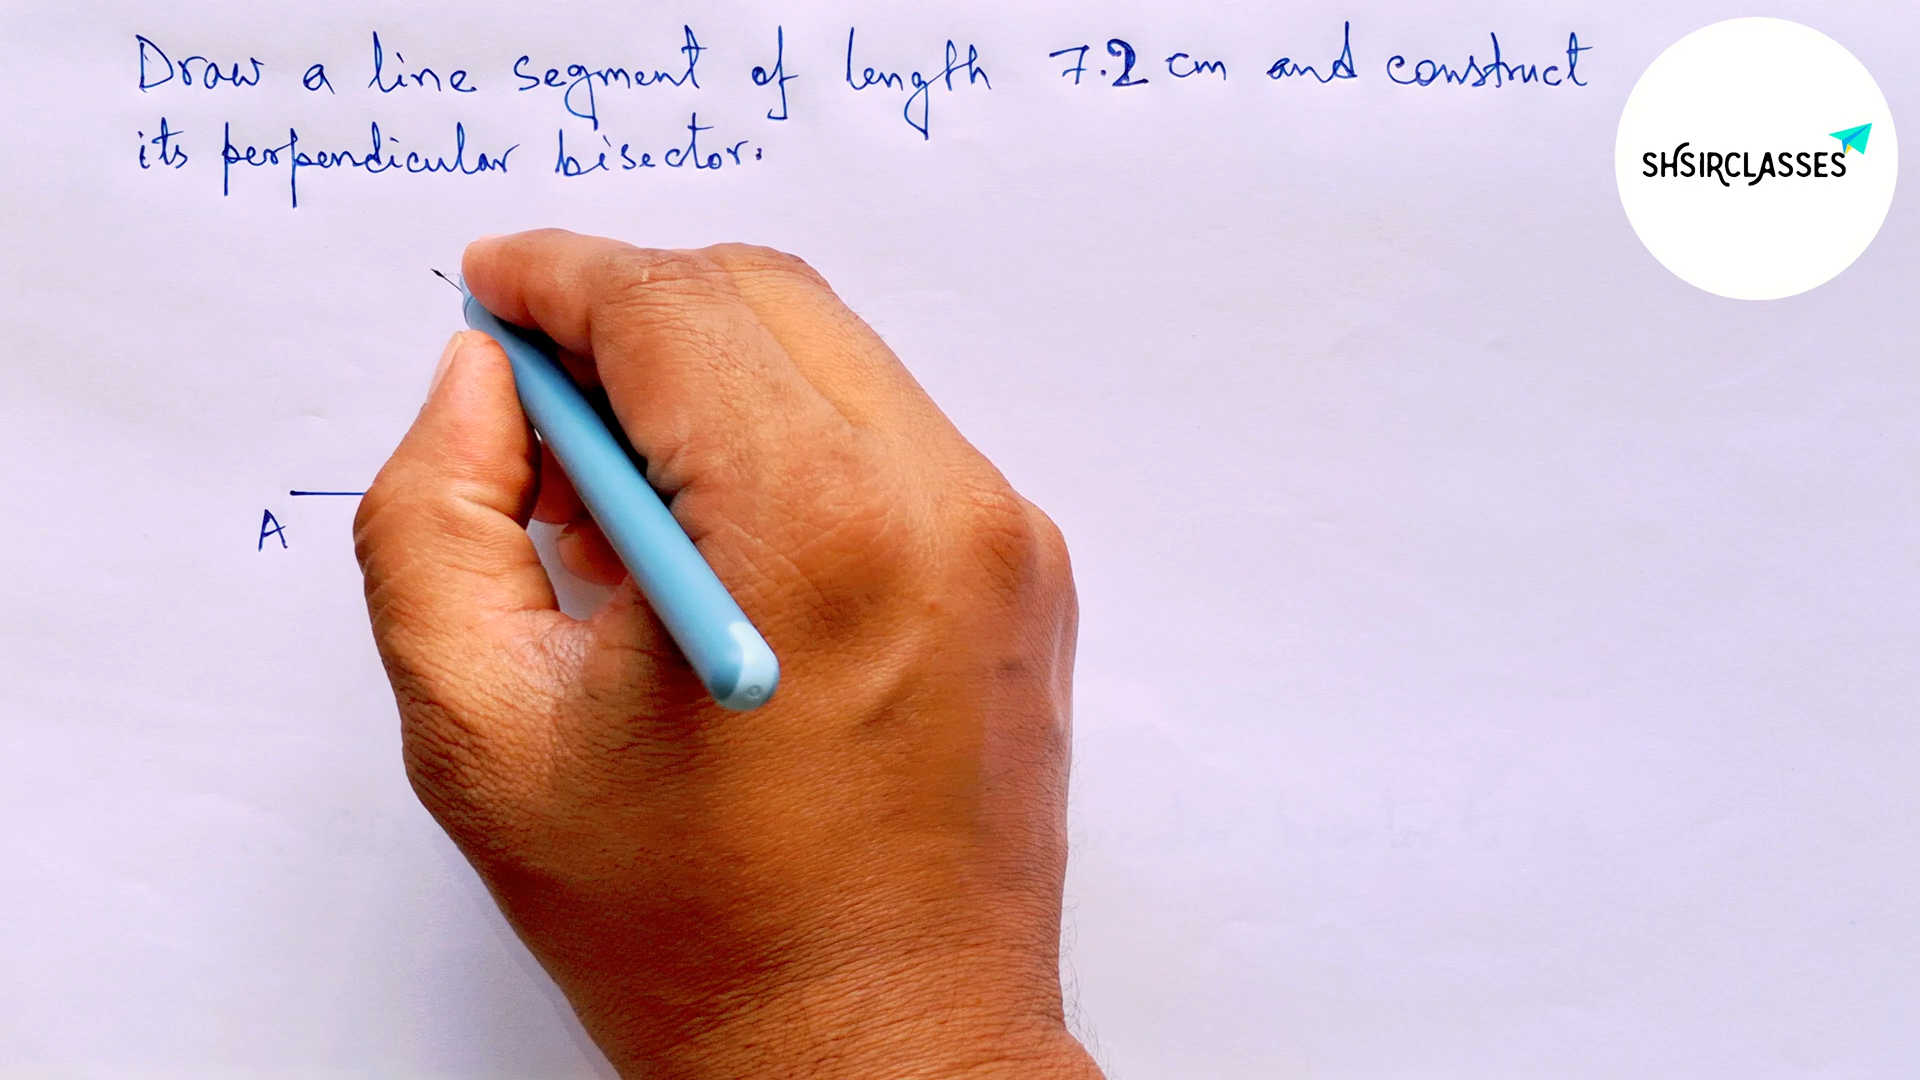 Draw a line segment of length 7.2 cm and construct
its perpendicular bisector.
SHSIRCLASSES
A